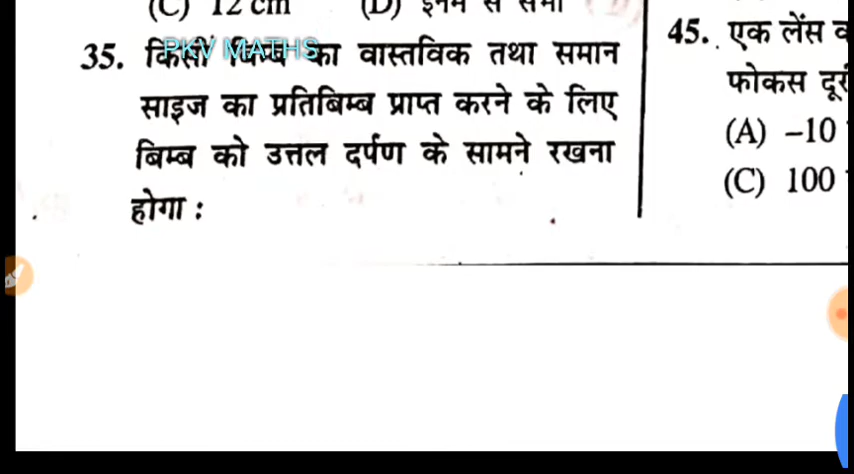 (C) 12 cm (D) इनमें से सभी
35. किसी बिम्ब का वास्तविक तथा समान
साइज का प्रतिबिम्ब प्राप्त करने के लिए
बिम्ब को उत्तल दर्पण के सामने रखना
होगा :
PKV MATHS
45. एक लेंस
फोकस
(A) –10
(C) 100